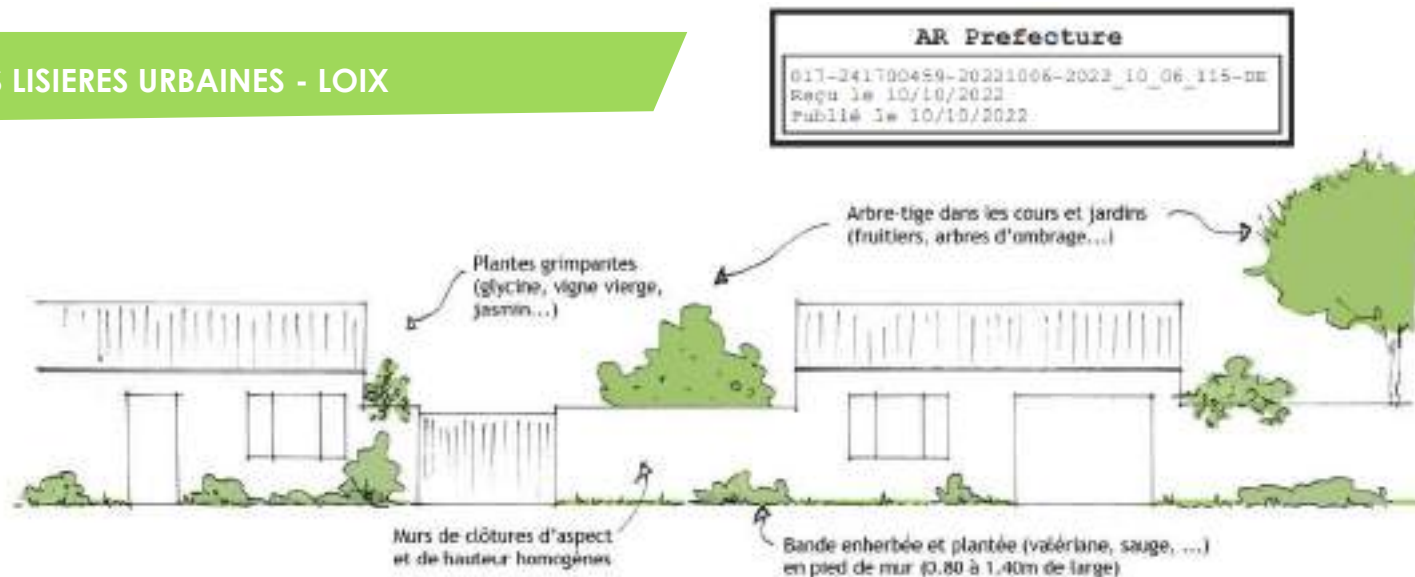 S LISIERES URBAINES - LOIX
AR Prefecture
017-241700459-20221006-2022_10_06_115-DE
Reçu le 10/10/2022
Publié le 10/10/2022
Arbre-tige dans les cours et jardins
(fruitiers, arbres d'ombrage...)
Plantes grimpantes
(glycine, vigne vierge,
jasmin...)
Murs de clôtures d'aspect
et de hauteur homogènes
Bande enherbée et plantée (valériane, sauge, ...)
en pied de mur (0.80 à 1.40m de large)